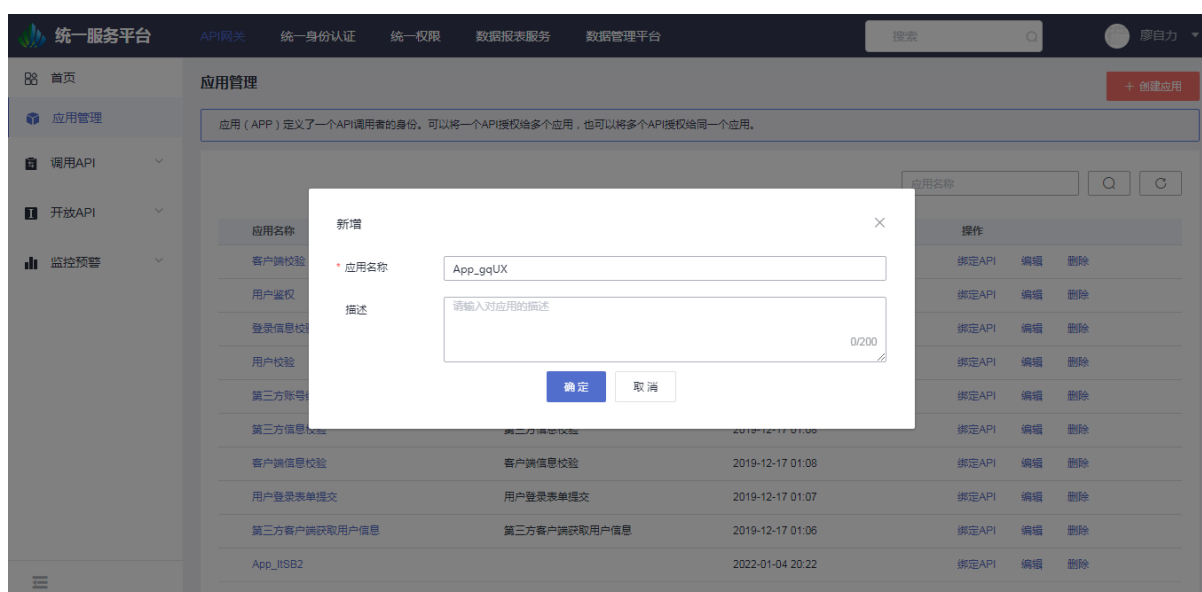 统一服务平台 API网关 统一身份认证 统一权限 数据报表服务 数据管理平台 搜索 廖自力
首页
应用管理
调用API
开放API
监控预警
应用管理 + 创建应用
应用（APP）定义了一个API调用者的身份。可以将一个API授权给多个应用，也可以将多个API授权给同一个应用。
应用名称
应用名称 操作
客户端校验 绑定API 编辑 删除
用户鉴权 绑定API 编辑 删除
登录信息校 绑定API 编辑 删除
用户校验 绑定API 编辑 删除
第三方账号 绑定API 编辑 删除
第三方信息校验 第三方信息校验 2019-12-17 01:08 绑定API 编辑 删除
客户端信息校验 客户端信息校验 2019-12-17 01:08 绑定API 编辑 删除
用户登录表单提交 用户登录表单提交 2019-12-17 01:07 绑定API 编辑 删除
第三方客户端获取用户信息 第三方客户端获取用户信息 2019-12-17 01:06 绑定API 编辑 删除
App_ItSB2 2022-01-04 20:22 绑定API 编辑 删除
新增
* 应用名称 App_gqUX
描述 请输入对应用的描述
0/200
确定 取消